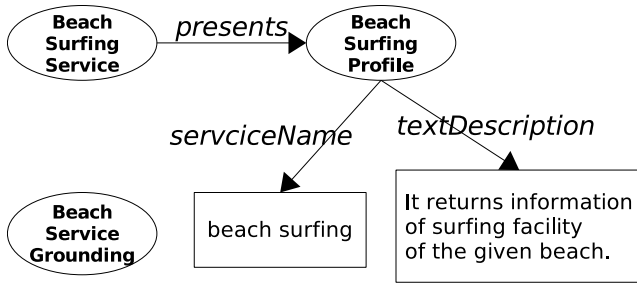 Beach
Surfing
Service
presents
Beach
Surfing
Profile
servciceName
textDescription
Beach
Service
Grounding
beach surfing
It returns information
of surfing facility
of the given beach.